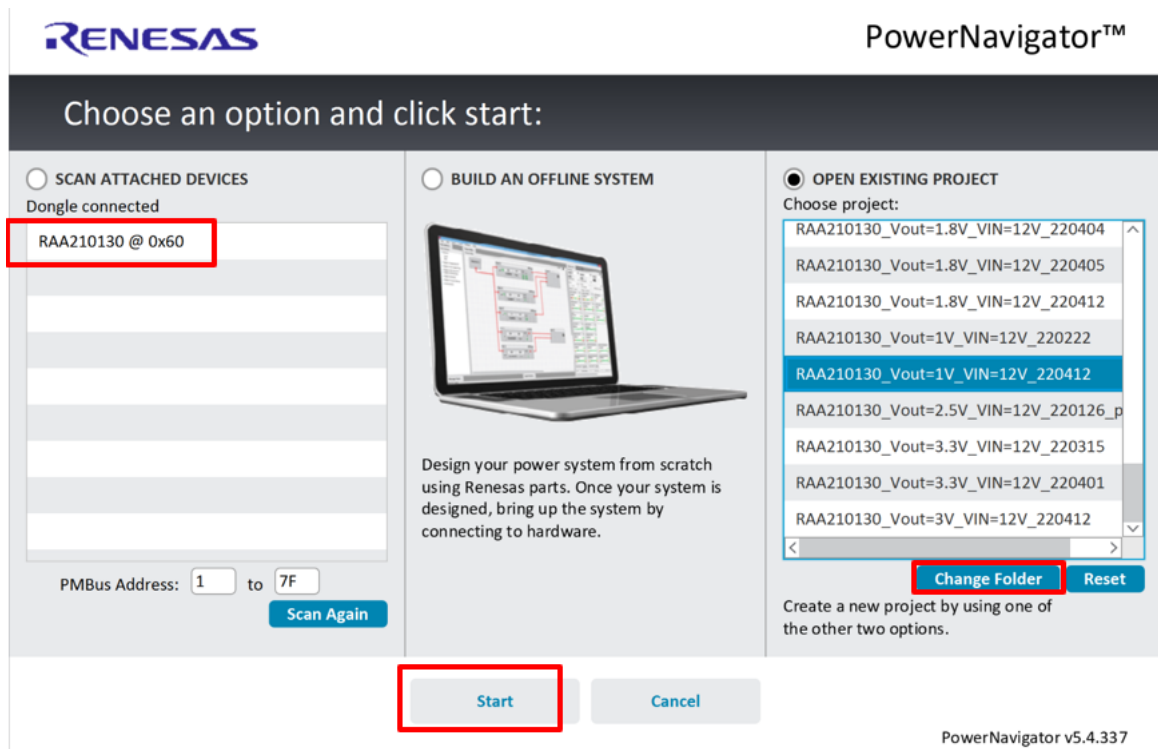 RENESAS
PowerNavigator™
Choose an option and click start:
SCAN ATTACHED DEVICES
Dongle connected
RAA210130 @ 0x60
PMBus Address: 1 to 7F
Scan Again
BUILD AN OFFLINE SYSTEM
Design your power system from scratch
using Renesas parts. Once your system is
designed, bring up the system by
connecting to hardware.
OPEN EXISTING PROJECT
Choose project:
RAA210130_Vout=1.8V_VIN=12V_220404
RAA210130_Vout=1.8V_VIN=12V_220405
RAA210130_Vout=1.8V_VIN=12V_220412
RAA210130_Vout=1V_VIN=12V_220222
RAA210130_Vout=1V_VIN=12V_220412
RAA210130_Vout=2.5V_VIN=12V_220126_p
RAA210130_Vout=3.3V_VIN=12V_220315
RAA210130_Vout=3.3V_VIN=12V_220401
RAA210130_Vout=3V_VIN=12V_220412
Change Folder Reset
Create a new project by using one of
the other two options.
Start Cancel
PowerNavigator v5.4.337